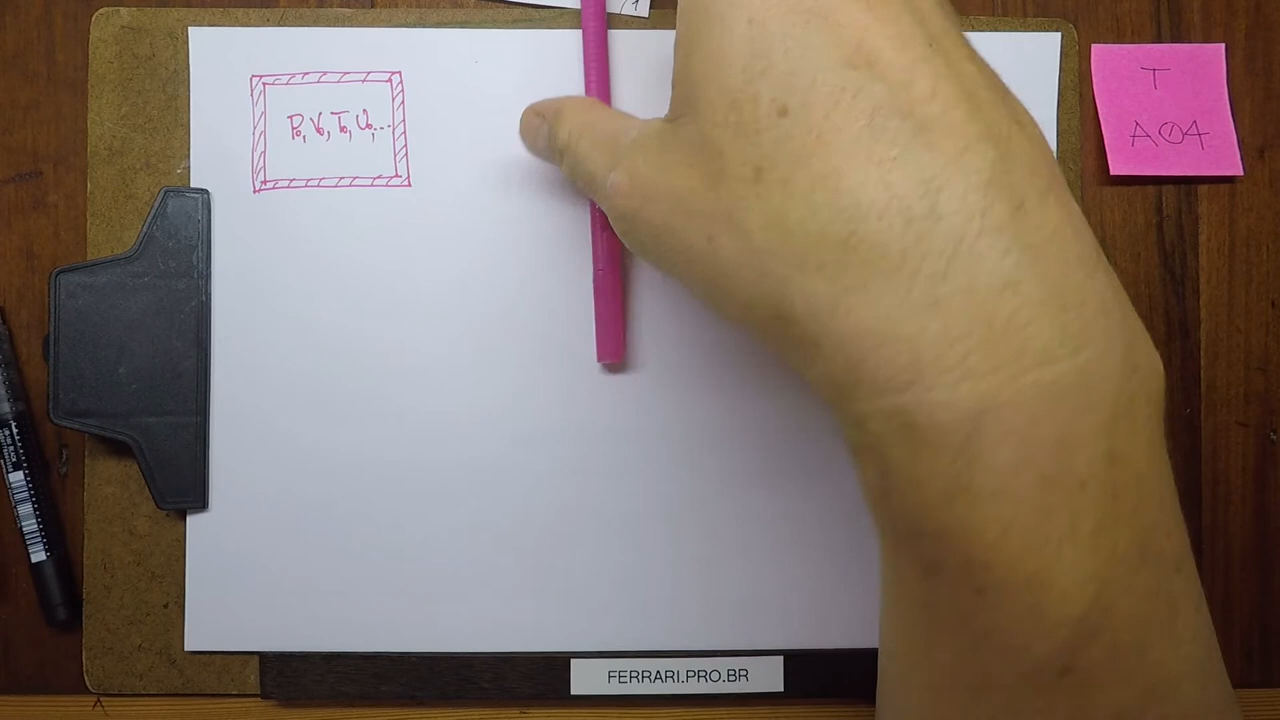 P₀, V₀, T₀, U₀, ...
T
A04
FERRARI.PRO.BR